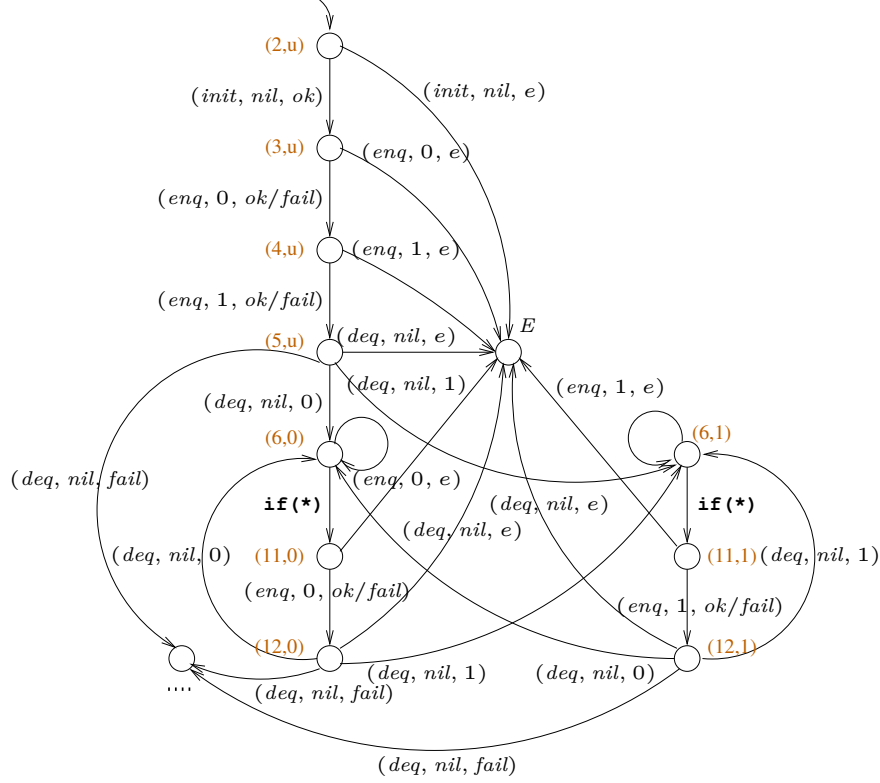 (2,u)
(init, nil, ok)
(init, nil, e)
(3,u)
(enq, 0, e)
(enq, 0, ok/fail)
(4,u)
(enq, 1, e)
(enq, 1, ok/fail)
E
(5,u)
(deq, nil, e)
(deq, nil, 1)
(enq, 1, e)
(deq, nil, 0)
(6,0)
(6,1)
(deq, nil, fail)
(enq, 0, e)
(deq, nil, e)
if(*)
if(*)
(deq, nil, e)
(deq, nil, 0)
(11,0)
(11,1)
(deq, nil, 1)
(enq, 0, ok/fail)
(enq, 1, ok/fail)
(12,0)
(12,1)
(deq, nil, 1)
(deq, nil, 0)
....
(deq, nil, fail)
(deq, nil, fail)